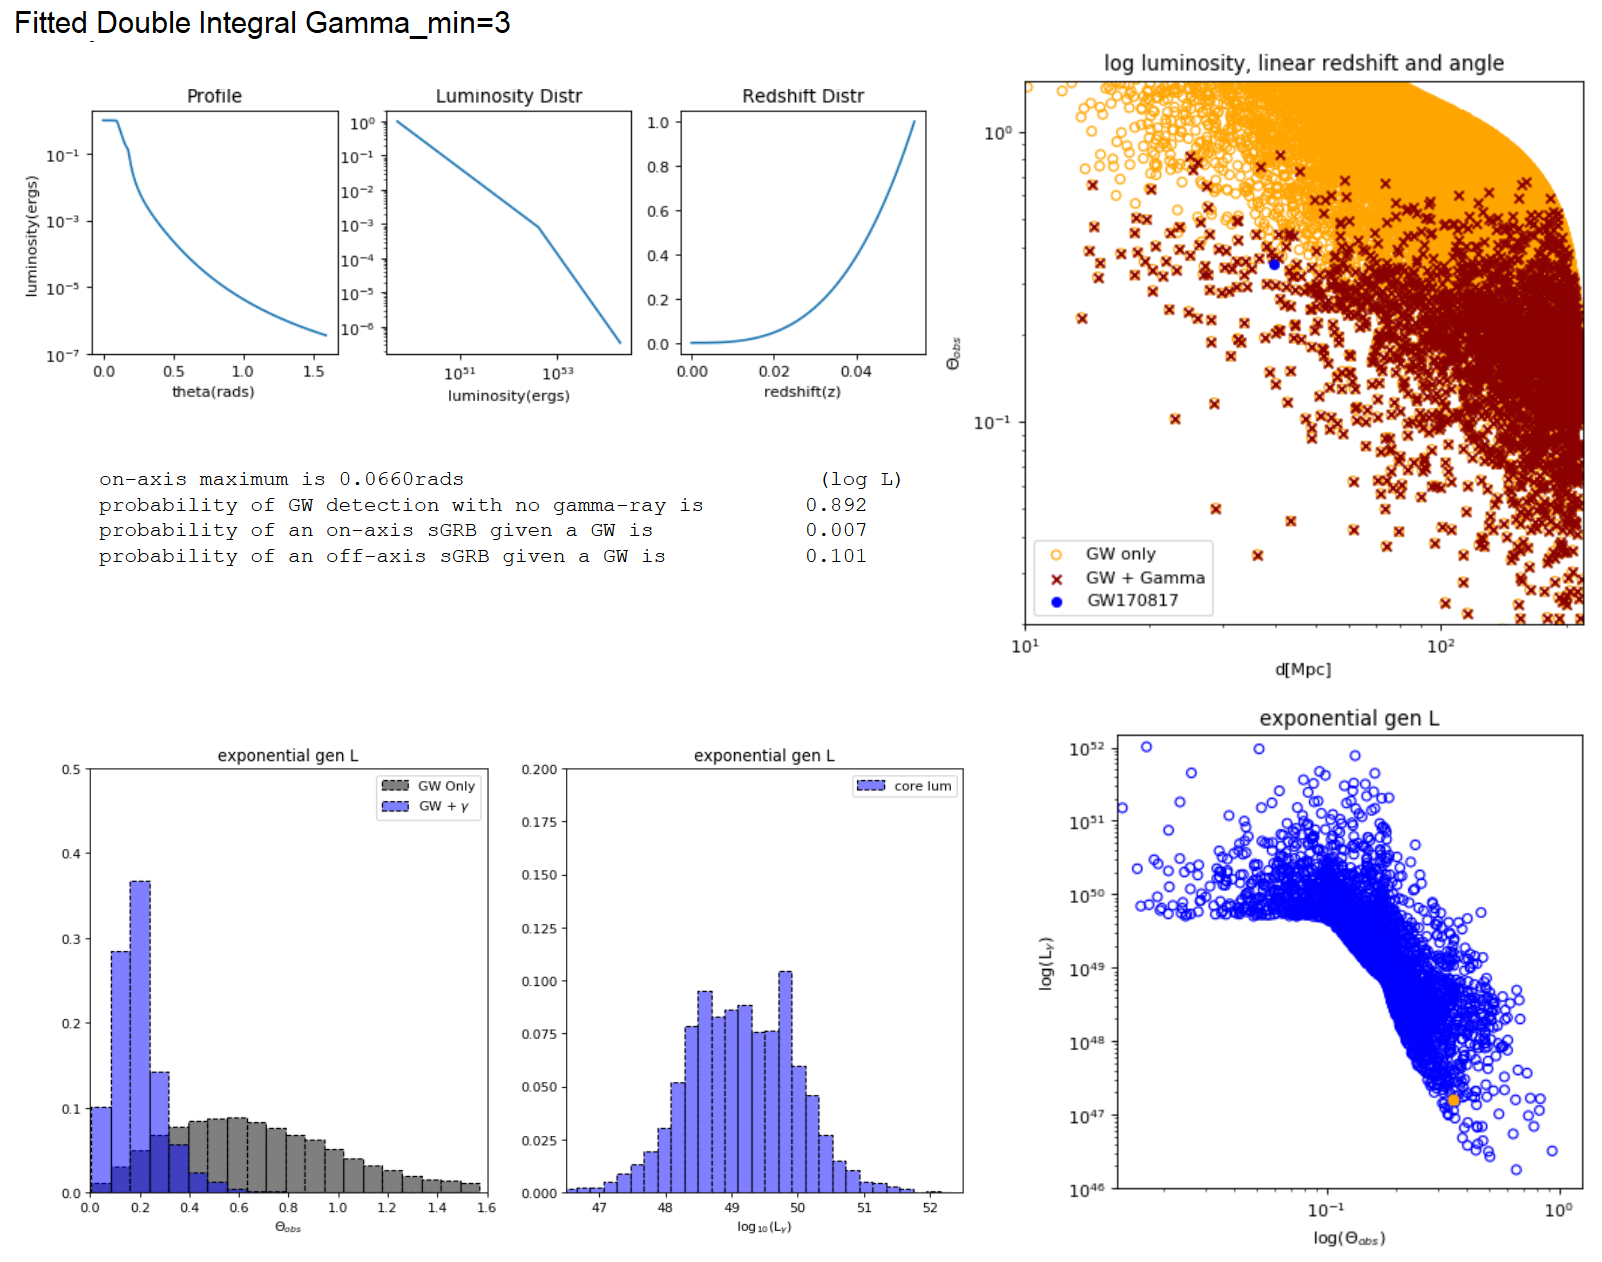 Fitted Double Integral Gamma_min=3
Profile
luminosity(ergs)
10⁻¹
10⁻³
10⁻⁵
10⁻⁷
0.0 0.5 1.0 1.5
theta(rads)
Luminosity Distr
10⁰
10⁻¹
10⁻²
10⁻³
10⁻⁴
10⁻⁵
10⁻⁶
10⁵¹ 10⁵³
luminosity(ergs)
Redshift Distr
1.0
0.8
0.6
0.4
0.2
0.0
0.00 0.02 0.04
redshift(z)
log luminosity, linear redshift and angle
Θobs
10⁰
10⁻¹
GW only
GW + Gamma
GW170817
10¹ 10²
d[Mpc]
on-axis maximum is 0.0660rads (log L)
probability of GW detection with no gamma-ray is 0.892
probability of an on-axis sGRB given a GW is 0.007
probability of an off-axis sGRB given a GW is 0.101
exponential gen L
GW Only
GW + γ
0.5
0.4
0.3
0.2
0.1
0.0
0.0 0.2 0.4 0.6 0.8 1.0 1.2 1.4 1.6
Θobs
exponential gen L
core lum
0.200
0.175
0.150
0.125
0.100
0.075
0.050
0.025
0.000
47 48 49 50 51 52
log₁₀(Lγ)
exponential gen L
log(Lγ)
10⁵²
10⁵¹
10⁵⁰
10⁴⁹
10⁴⁸
10⁴⁷
10⁴⁶
10⁻¹ 10⁰
log(Θobs)